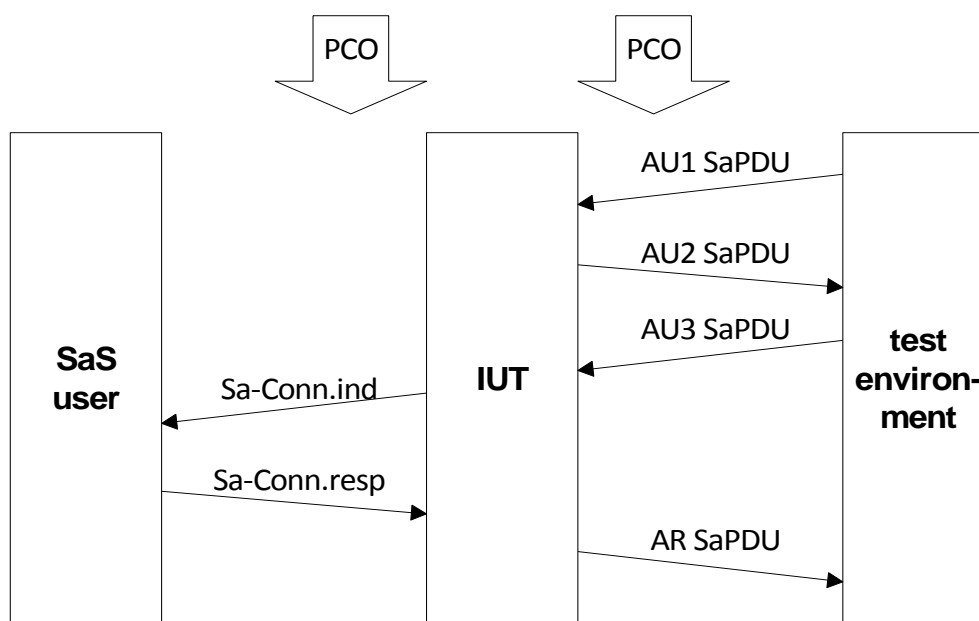 PCO
PCO
AU1 SaPDU
AU2 SaPDU
AU3 SaPDU
SaS
user
Sa-Conn.ind
IUT
test
environ-
ment
Sa-Conn.resp
AR SaPDU